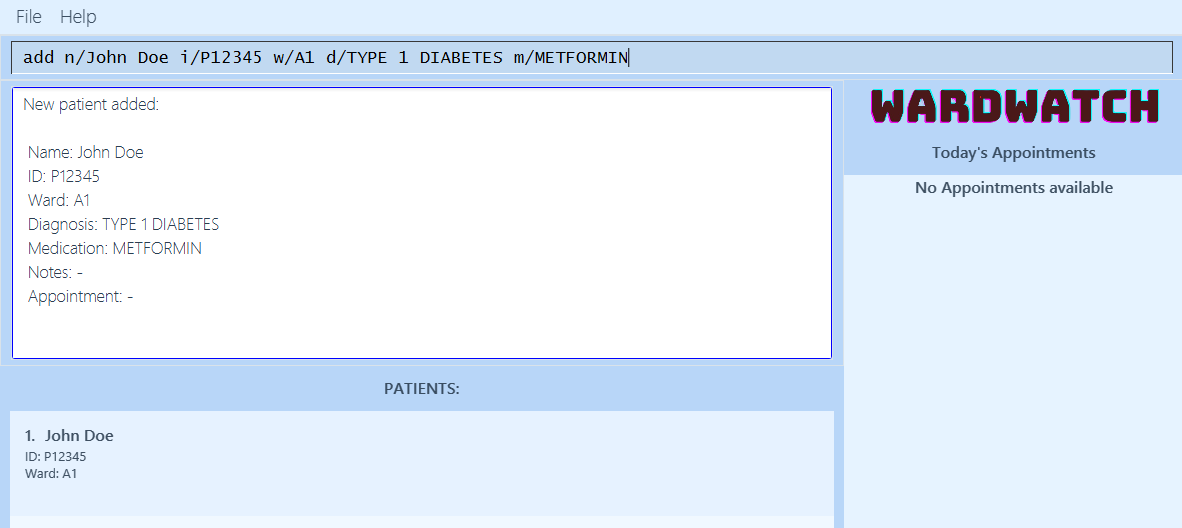 File Help
add n/John Doe i/P12345 w/A1 d/TYPE 1 DIABETES m/METFORMIN
New patient added:
Name: John Doe
ID: P12345
Ward: A1
Diagnosis: TYPE 1 DIABETES
Medication: METFORMIN
Notes: -
Appointment: -
PATIENTS:
1. John Doe
ID: P12345
Ward: A1
WARDWATCH
Today's Appointments
No Appointments available